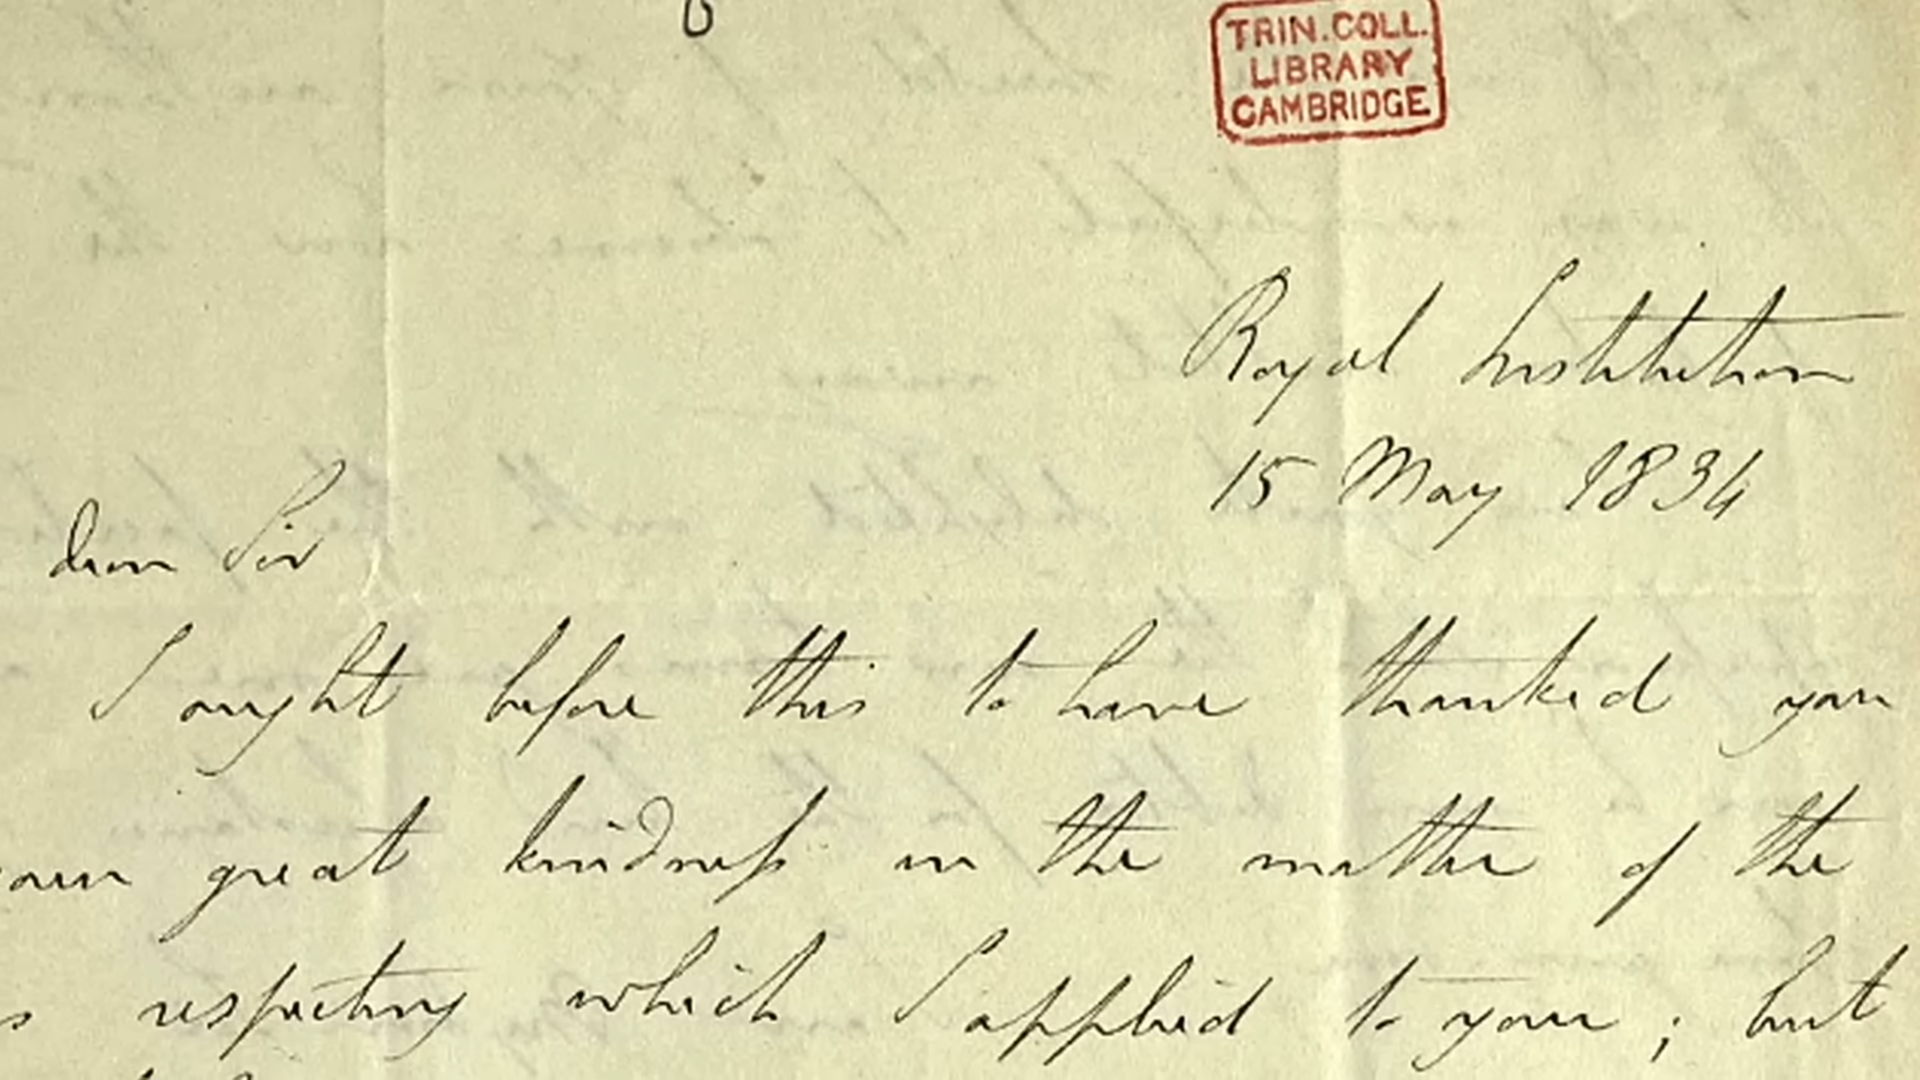 TRIN. COLL.
LIBRARY
CAMBRIDGE
Royal Institution
15 May 1834
Dear Sir
I ought before this to have thanked you
great kindness in the matter of the
respecting which I applied to you; but